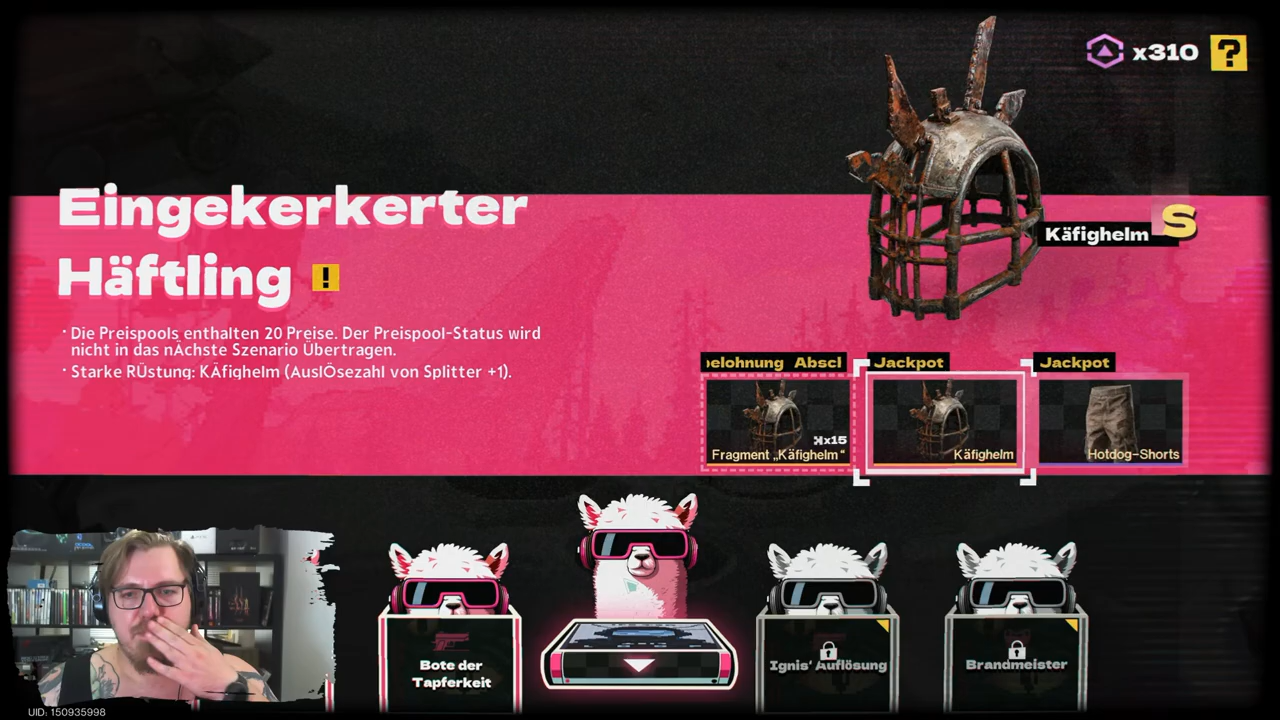 x310 ?
Eingekerkerter
Häftling !
• Die Preispools enthalten 20 Preise. Der Preispool-Status wird
nicht in das nÄchste Szenario Übertragen.
• Starke RÜstung: KÄfighelm (AuslÖsezahl von Splitter +1).
Käfighelm S
belohnung Abscl
Jackpot
Jackpot
x15
Fragment „Käfighelm“
Käfighelm
Hotdog-Shorts
Bote der
Tapferkeit
Ignis’ Auflösung
Brandmeister
UID: 150935998